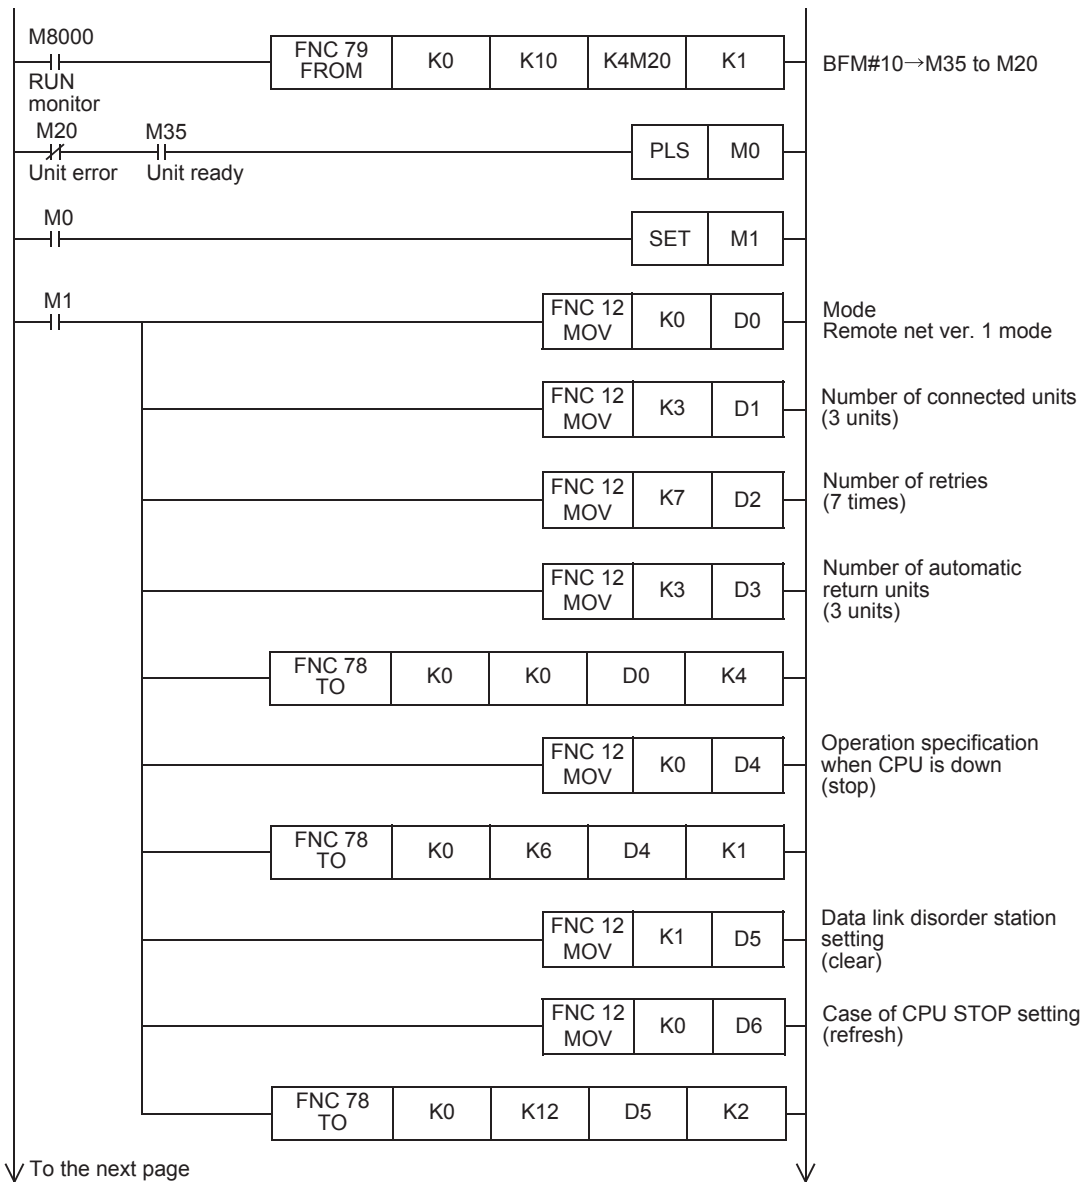 M8000
FNC 79
FROM
K0
K10
K4M20
K1
BFM#10→M35 to M20
RUN
monitor
M20
M35
PLS
M0
Unit error
Unit ready
M0
SET
M1
M1
FNC 12
MOV
K0
D0
Mode
Remote net ver. 1 mode
FNC 12
MOV
K3
D1
Number of connected units
(3 units)
FNC 12
MOV
K7
D2
Number of retries
(7 times)
FNC 12
MOV
K3
D3
Number of automatic
return units
(3 units)
FNC 78
TO
K0
K0
D0
K4
FNC 12
MOV
K0
D4
Operation specification
when CPU is down
(stop)
FNC 78
TO
K0
K6
D4
K1
FNC 12
MOV
K1
D5
Data link disorder station
setting
(clear)
FNC 12
MOV
K0
D6
Case of CPU STOP setting
(refresh)
FNC 78
TO
K0
K12
D5
K2
To the next page